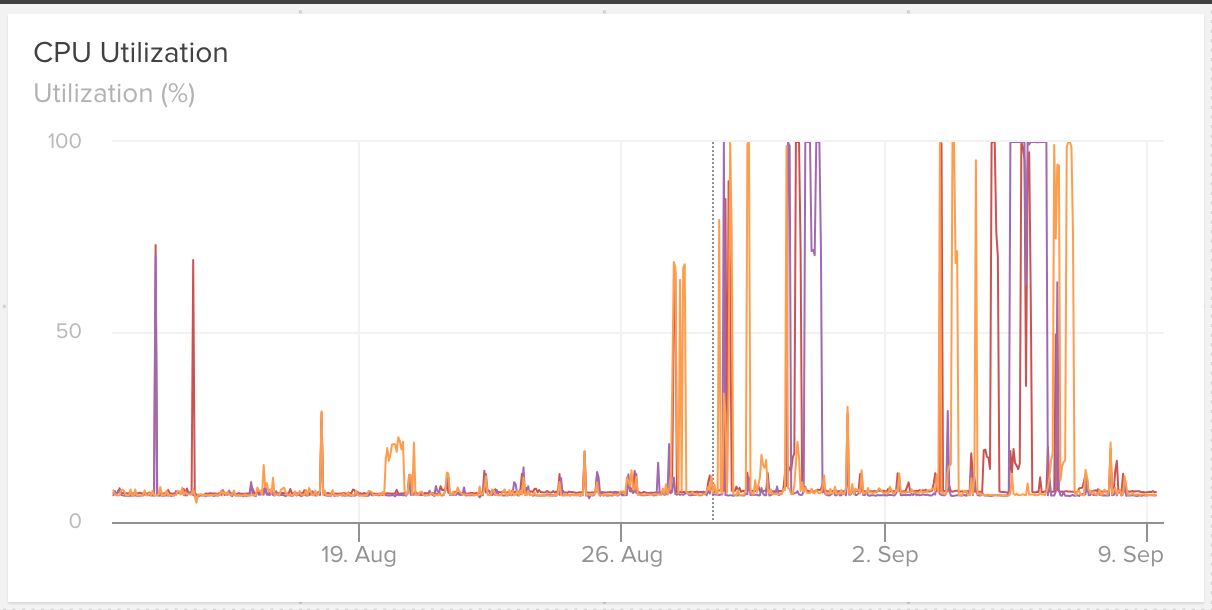 CPU Utilization
Utilization (%)
100
50
0
19. Aug 26. Aug 2. Sep 9. Sep